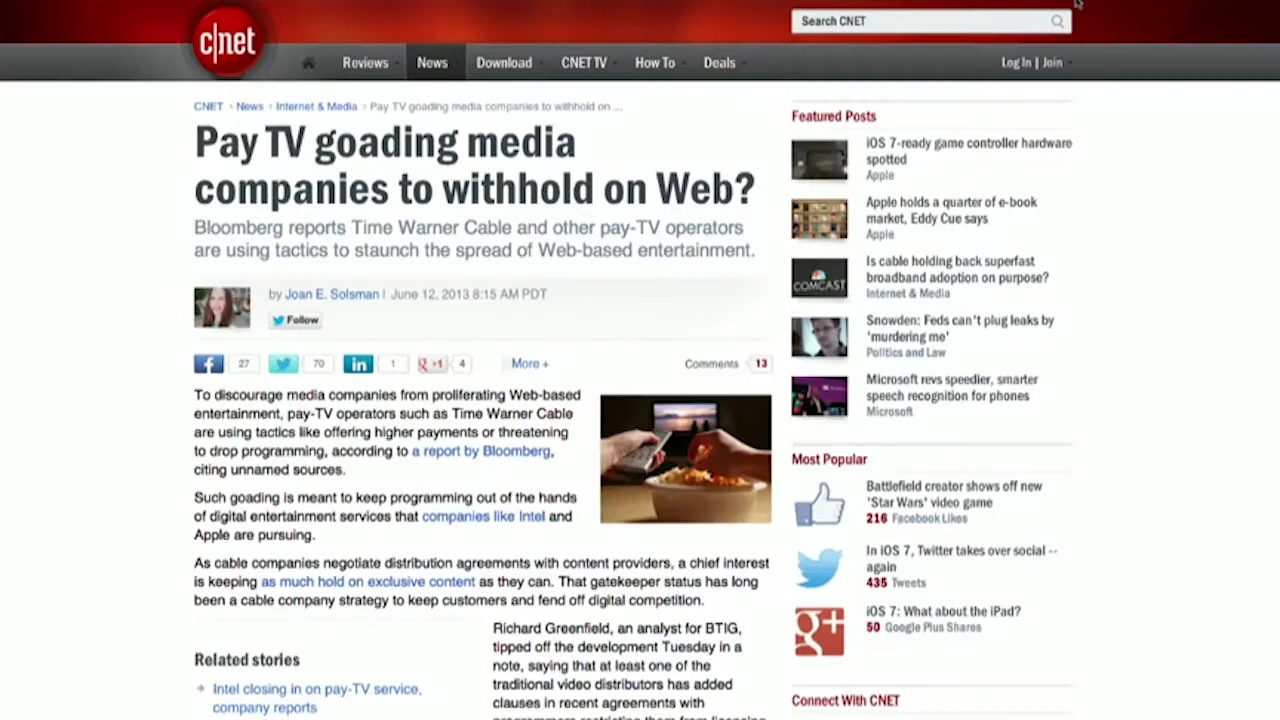 c|net
Search CNET
Reviews
News
Download
CNET TV
How To
Deals
Log In | Join
CNET › News › Internet & Media › Pay TV goading media companies to withhold on ...
Pay TV goading media
companies to withhold on Web?
Bloomberg reports Time Warner Cable and other pay-TV operators
are using tactics to staunch the spread of Web-based entertainment.
by Joan E. Solsman | June 12, 2013 8:15 AM PDT
Follow
27
70
in
1
g +1
4
More +
Comments 13
To discourage media companies from proliferating Web-based
entertainment, pay-TV operators such as Time Warner Cable
are using tactics like offering higher payments or threatening
to drop programming, according to a report by Bloomberg,
citing unnamed sources.
Such goading is meant to keep programming out of the hands
of digital entertainment services that companies like Intel and
Apple are pursuing.
As cable companies negotiate distribution agreements with content providers, a chief interest
is keeping as much hold on exclusive content as they can. That gatekeeper status has long
been a cable company strategy to keep customers and fend off digital competition.
Richard Greenfield, an analyst for BTIG,
tipped off the development Tuesday in a
note, saying that at least one of the
traditional video distributors has added
clauses in recent agreements with
programmers restricting them from licensing
Related stories
Intel closing in on pay-TV service,
company reports
Featured Posts
iOS 7-ready game controller hardware
spotted
Apple
Apple holds a quarter of e-book
market, Eddy Cue says
Apple
COMCAST
Is cable holding back superfast
broadband adoption on purpose?
Internet & Media
Snowden: Feds can't plug leaks by
'murdering me'
Politics and Law
Microsoft revs speedier, smarter
speech recognition for phones
Microsoft
Most Popular
Battlefield creator shows off new
'Star Wars' video game
216 Facebook Likes
In iOS 7, Twitter takes over social --
again
435 Tweets
g+
iOS 7: What about the iPad?
50 Google Plus Shares
Connect With CNET